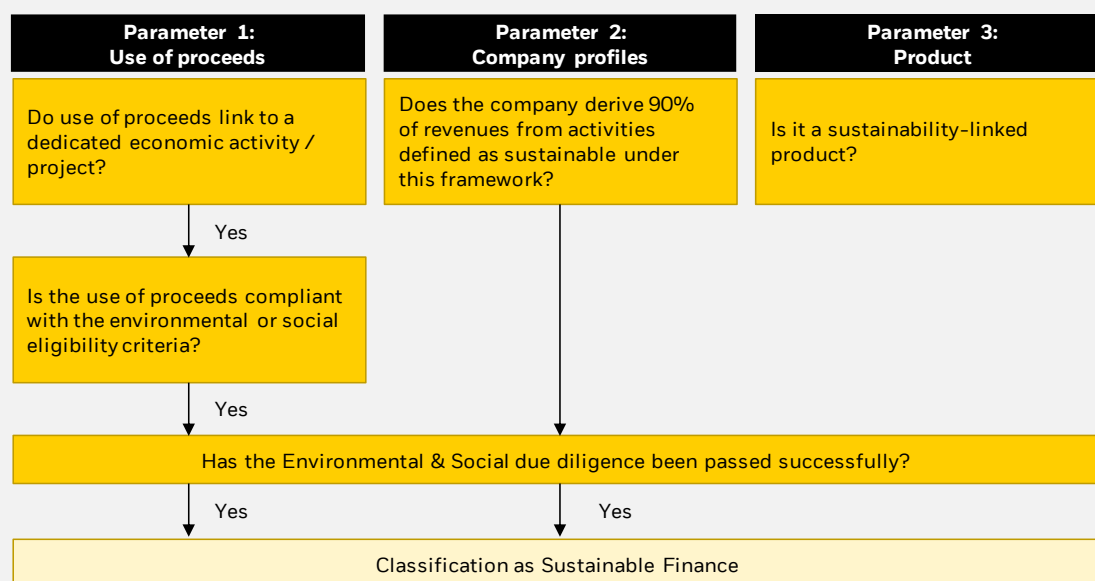 Parameter 1:
Use of proceeds
Parameter 2:
Company profiles
Parameter 3:
Product
Do use of proceeds link to a
dedicated economic activity /
project?
Does the company derive 90%
of revenues from activities
defined as sustainable under
this framework?
Is it a sustainability-linked
product?
Yes
Is the use of proceeds compliant
with the environmental or social
eligibility criteria?
Yes
Has the Environmental & Social due diligence been passed successfully?
Yes
Yes
Classification as Sustainable Finance